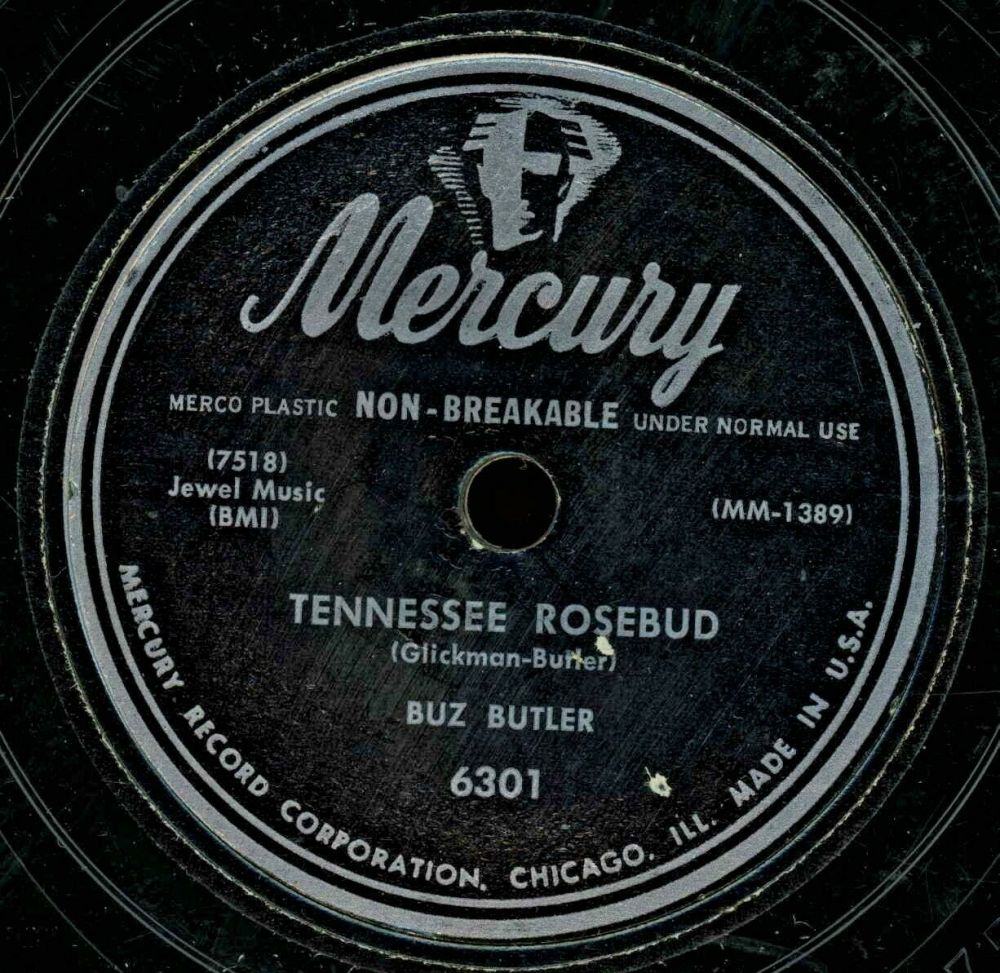 Mercury
MERCO PLASTIC NON-BREAKABLE UNDER NORMAL USE
(7518)
Jewel Music
(BMI)
(MM-1389)
TENNESSEE ROSEBUD
(Glickman-Butler)
BUZ BUTLER
6301
MERCURY RECORD CORPORATION. CHICAGO. ILL. MADE IN U.S.A.